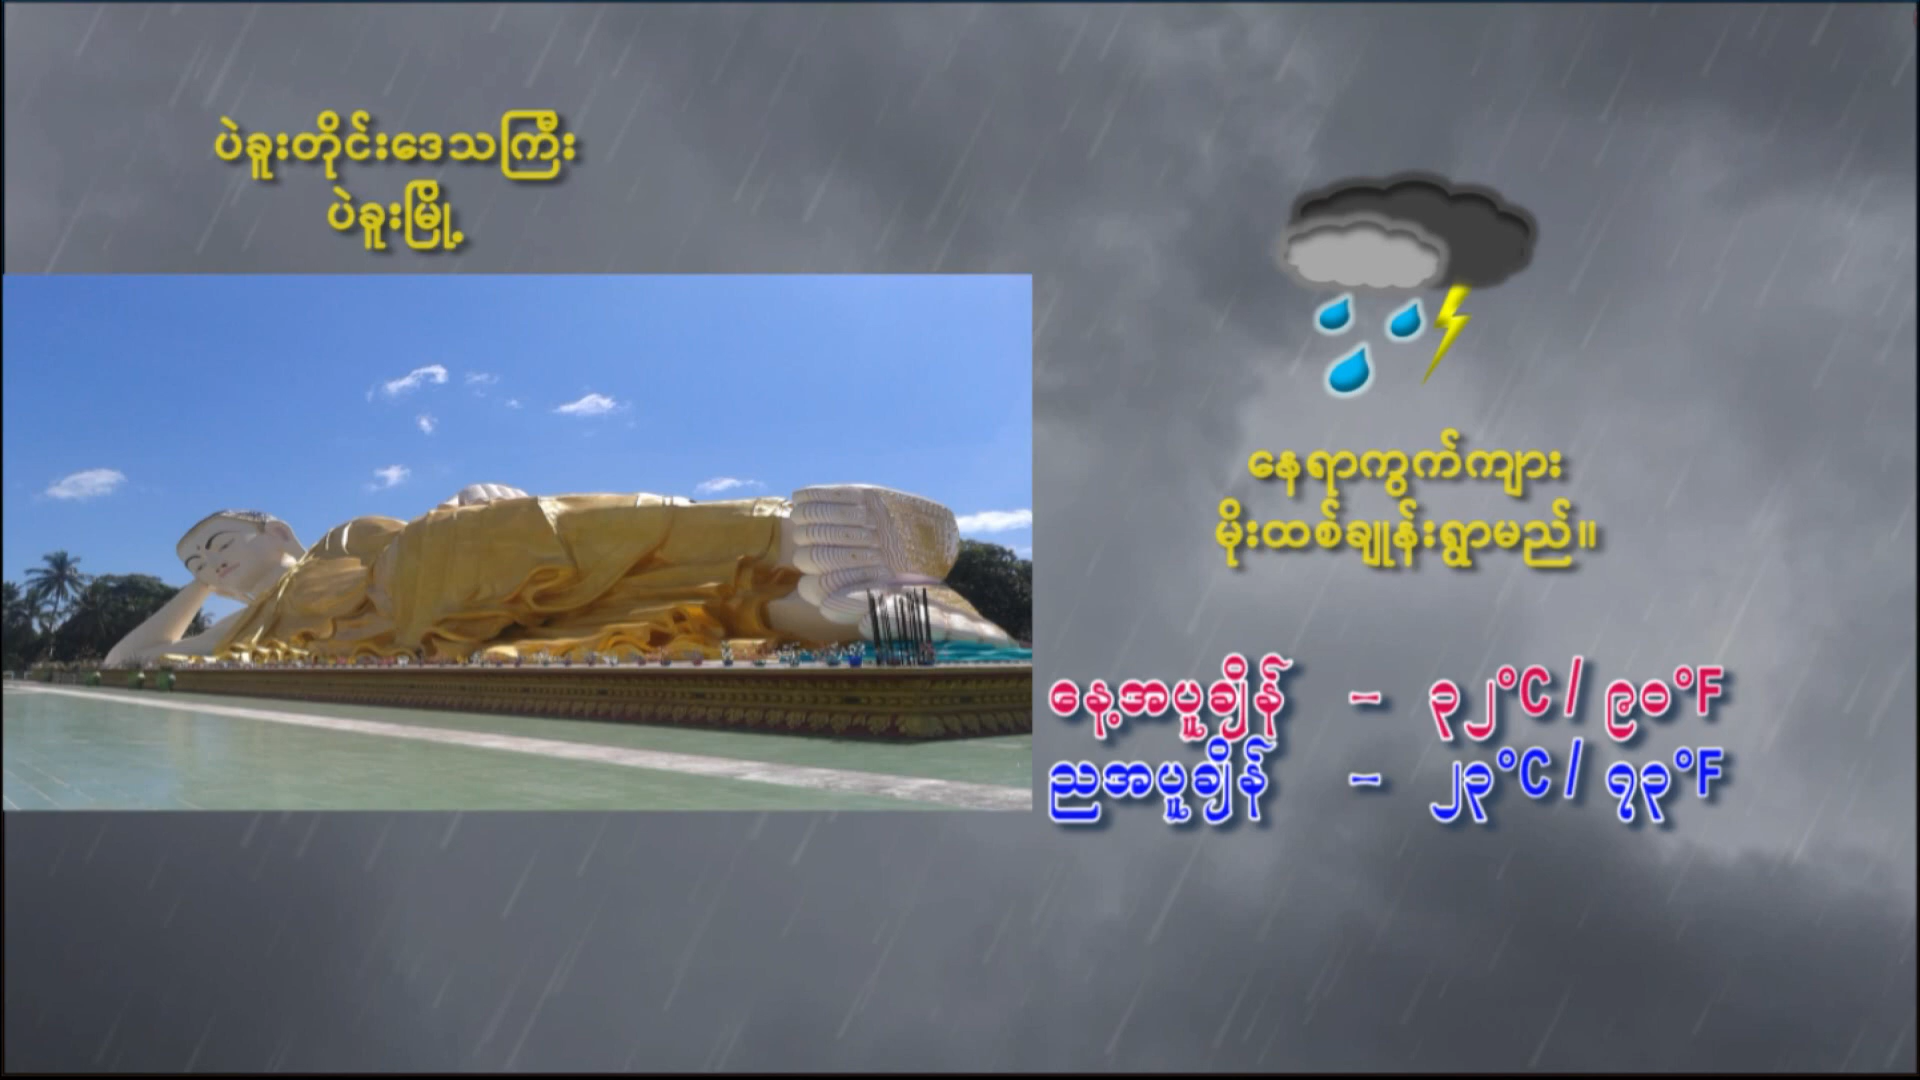 ပဲခူးတိုင်းဒေသကြီး
ပဲခူးမြို့
နေရာကွက်ကျား
မိုးထစ်ချုန်းရွာမည်။
နေ့အပူချိန် - ၃၂°C / ၉၀°F
ညအပူချိန် - ၂၃°C / ၇၃°F